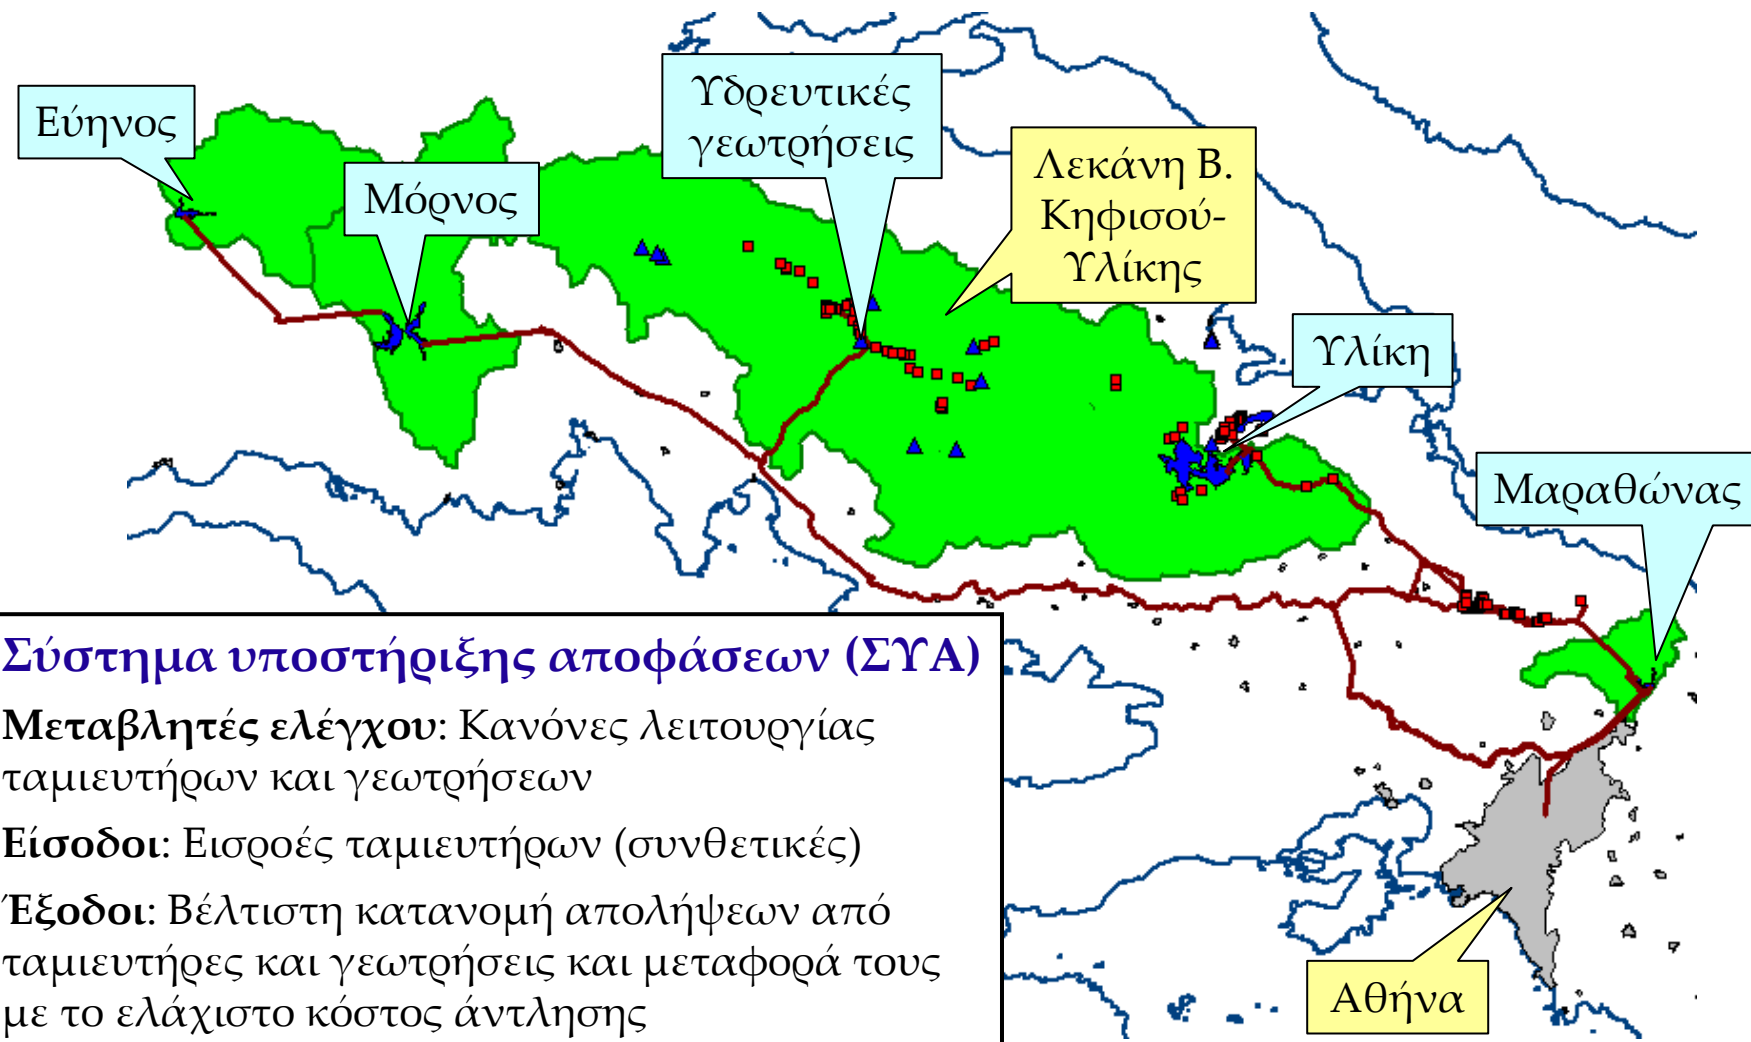 Εύηνος
Μόρνος
Υδρευτικές
γεωτρήσεις
Λεκάνη Β.
Κηφισού-
Υλίκης
Υλίκη
Μαραθώνας
Αθήνα
Σύστημα υποστήριξης αποφάσεων (ΣΥΑ)
Μεταβλητές ελέγχου: Κανόνες λειτουργίας
ταμιευτήρων και γεωτρήσεων
Είσοδοι: Εισροές ταμιευτήρων (συνθετικές)
Έξοδοι: Βέλτιστη κατανομή απολήψεων από
ταμιευτήρες και γεωτρήσεις και μεταφορά τους
με το ελάχιστο κόστος άντλησης